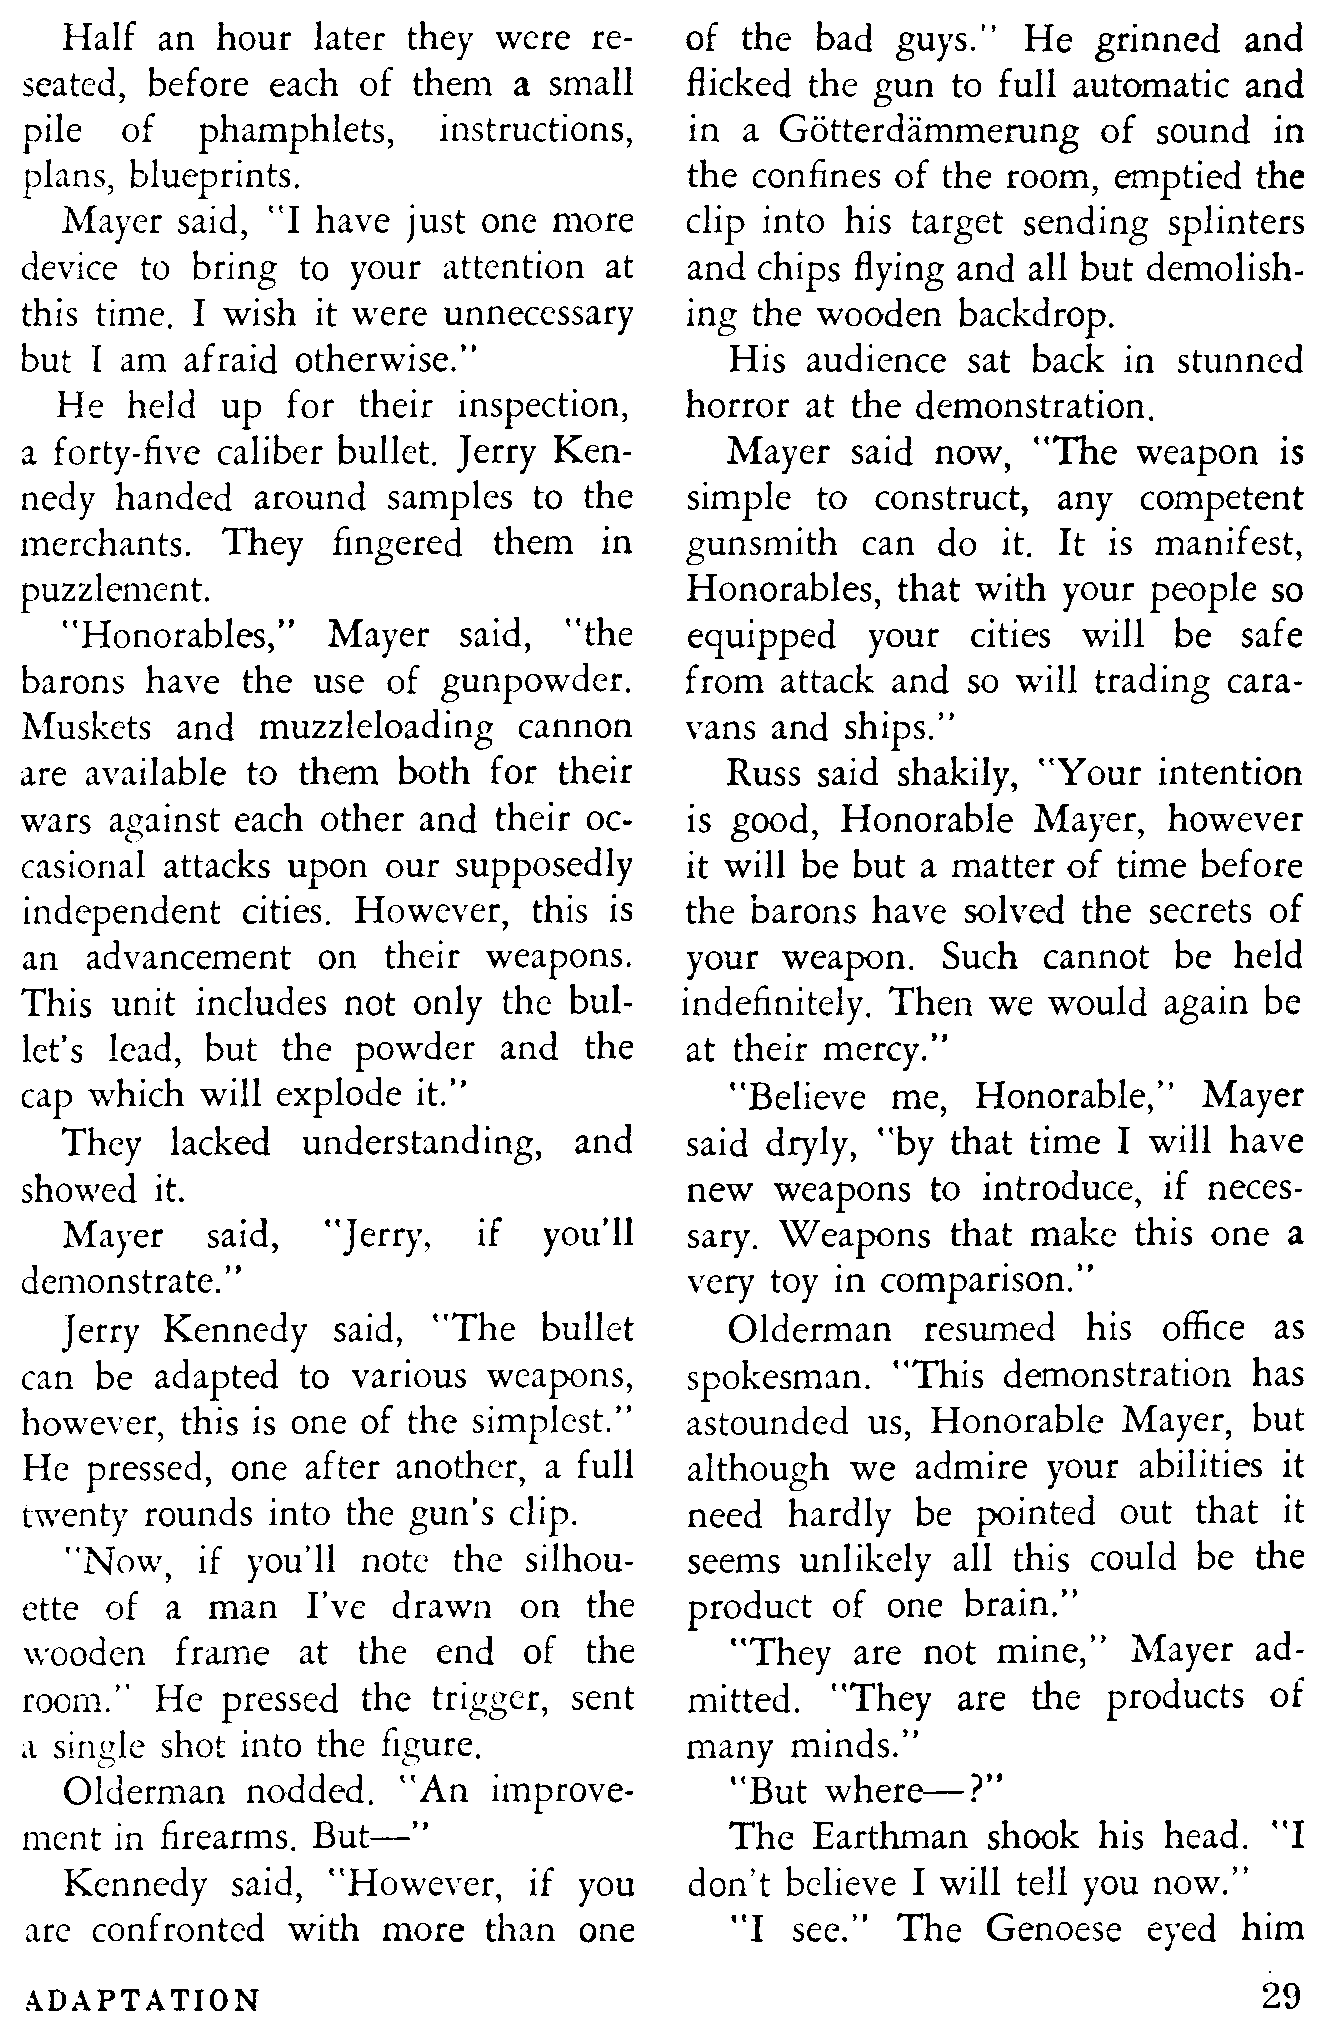 Half an hour later they were re-
seated, before each of them a small
pile of phamphlets, instructions,
plans, blueprints.
Mayer said, "I have just one more
device to bring to your attention at
this time. I wish it were unnecessary
but I am afraid otherwise."
He held up for their inspection,
a forty-five caliber bullet. Jerry Ken-
nedy handed around samples to the
merchants. They fingered them in
puzzlement.
"Honorables," Mayer said, "the
barons have the use of gunpowder.
Muskets and muzzleloading cannon
are available to them both for their
wars against each other and their oc-
casional attacks upon our supposedly
independent cities. However, this is
an advancement on their weapons.
This unit includes not only the bul-
let's lead, but the powder and the
cap which will explode it."
They lacked understanding, and
showed it.
Mayer said, "Jerry, if you'll
demonstrate."
Jerry Kennedy said, "The bullet
can be adapted to various weapons,
however, this is one of the simplest."
He pressed, one after another, a full
twenty rounds into the gun's clip.
"Now, if you'll note the silhou-
ette of a man I've drawn on the
wooden frame at the end of the
room." He pressed the trigger, sent
a single shot into the figure.
Olderman nodded. "An improve-
ment in firearms. But—"
Kennedy said, "However, if you
are confronted with more than one
of the bad guys." He grinned and
flicked the gun to full automatic and
in a Götterdämmerung of sound in
the confines of the room, emptied the
clip into his target sending splinters
and chips flying and all but demolish-
ing the wooden backdrop.
His audience sat back in stunned
horror at the demonstration.
Mayer said now, "The weapon is
simple to construct, any competent
gunsmith can do it. It is manifest,
Honorables, that with your people so
equipped your cities will be safe
from attack and so will trading cara-
vans and ships."
Russ said shakily, "Your intention
is good, Honorable Mayer, however
it will be but a matter of time before
the barons have solved the secrets of
your weapon. Such cannot be held
indefinitely. Then we would again be
at their mercy."
"Believe me, Honorable," Mayer
said dryly, "by that time I will have
new weapons to introduce, if neces-
sary. Weapons that make this one a
very toy in comparison."
Olderman resumed his office as
spokesman. "This demonstration has
astounded us, Honorable Mayer, but
although we admire your abilities it
need hardly be pointed out that it
seems unlikely all this could be the
product of one brain."
"They are not mine," Mayer ad-
mitted. "They are the products of
many minds."
"But where—?"
The Earthman shook his head. "I
don't believe I will tell you now."
"I see." The Genoese eyed him
ADAPTATION
29